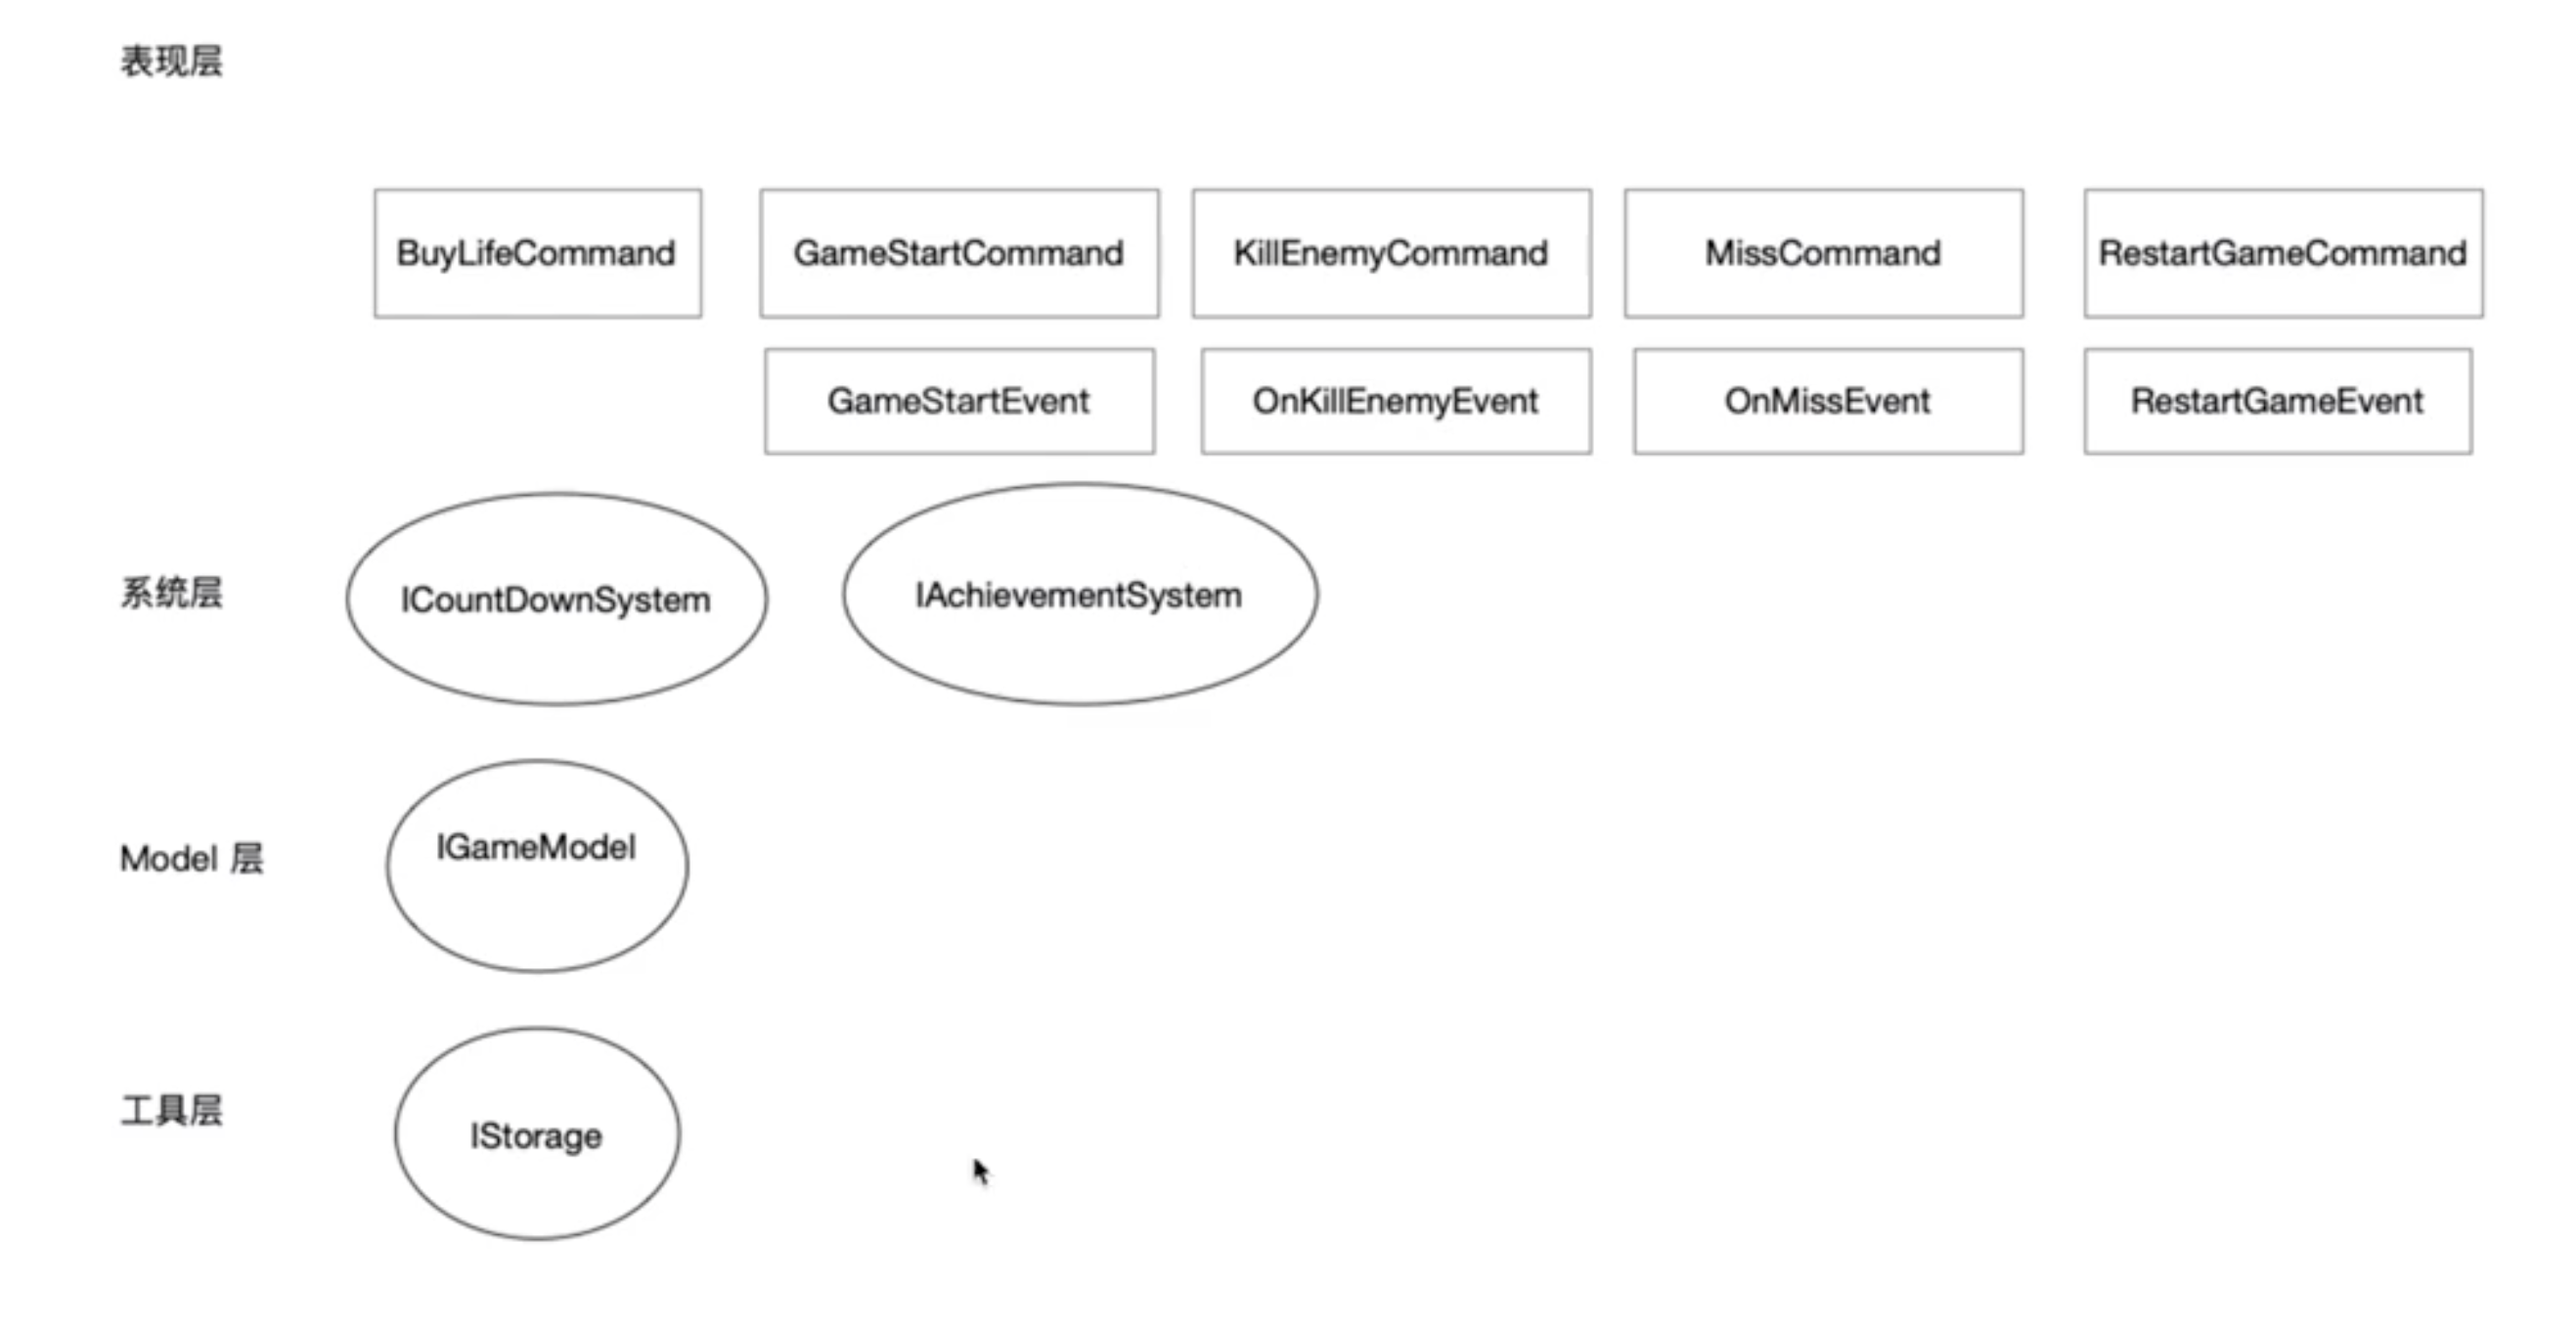 表现层
BuyLifeCommand
GameStartCommand
KillEnemyCommand
MissCommand
RestartGameCommand
GameStartEvent
OnKillEnemyEvent
OnMissEvent
RestartGameEvent
系统层
ICountDownSystem
IAchievementSystem
Model 层
IGameModel
工具层
IStorage